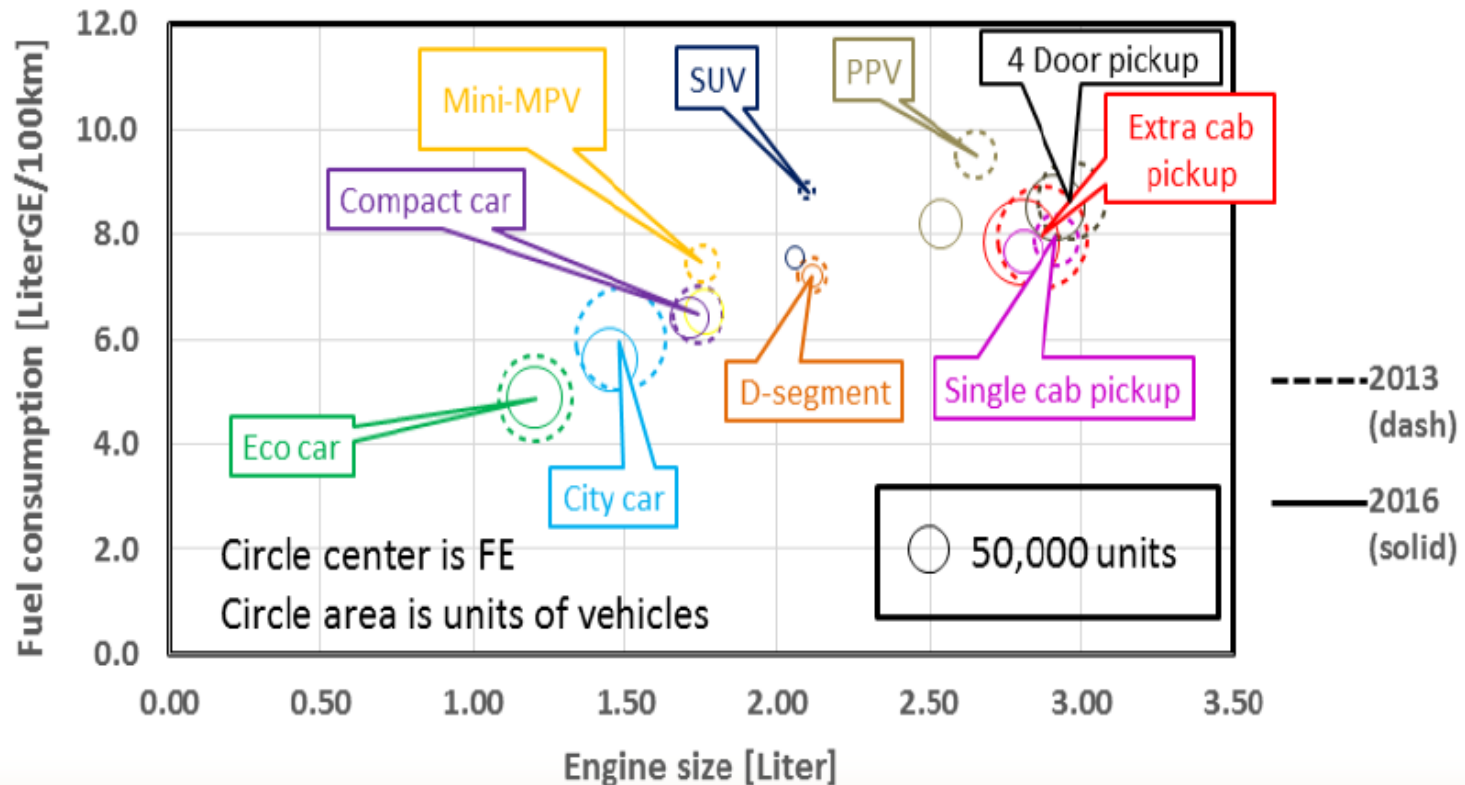 Fuel consumption [LiterGE/100km]
12.0
10.0
8.0
6.0
4.0
2.0
0.0
Mini-MPV
SUV
PPV
4 Door pickup
Extra cab
pickup
Compact car
D-segment
Single cab pickup
Eco car
City car
Circle center is FE
Circle area is units of vehicles
50,000 units
2013
(dash)
2016
(solid)
0.00
0.50
1.00
1.50
2.00
2.50
3.00
3.50
Engine size [Liter]